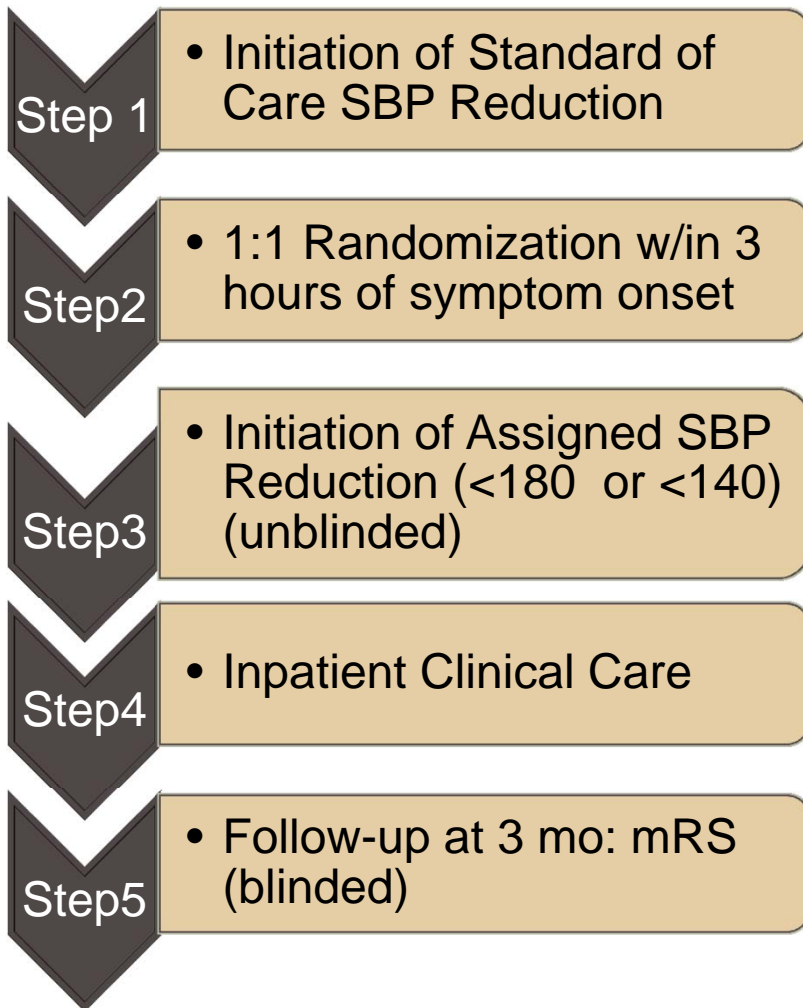 Step 1
• Initiation of Standard of
Care SBP Reduction
Step2
• 1:1 Randomization w/in 3
hours of symptom onset
Step3
• Initiation of Assigned SBP
Reduction (<180 or <140)
(unblinded)
Step4
• Inpatient Clinical Care
Step5
• Follow-up at 3 mo: mRS
(blinded)